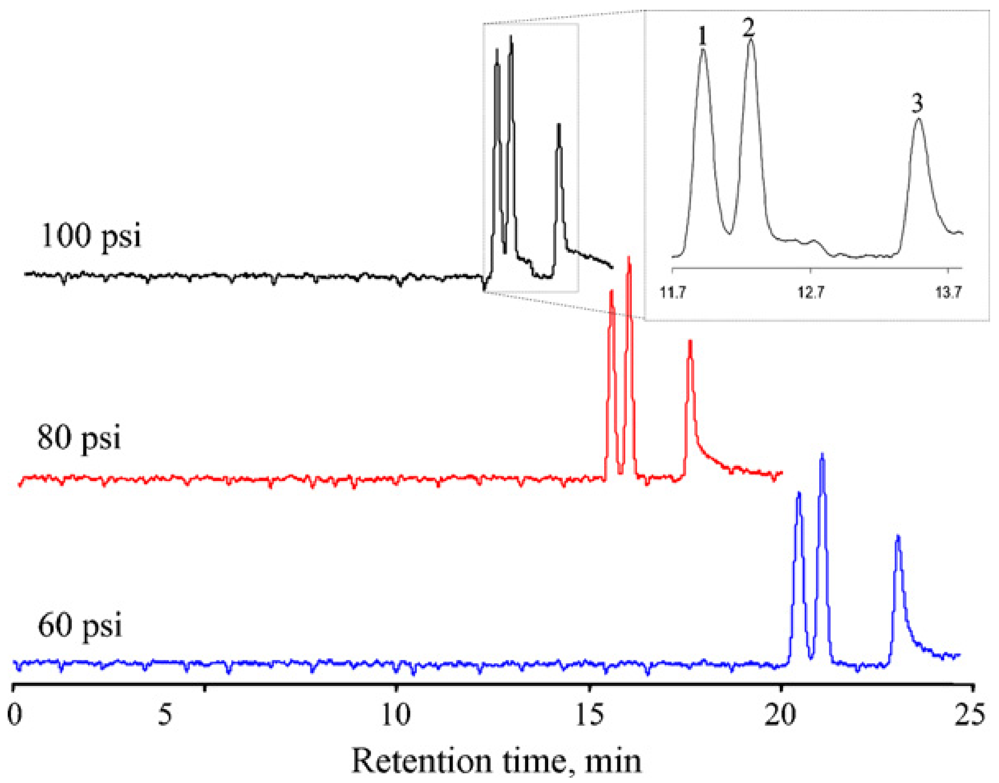 1
2
3
100 psi
11.7 12.7 13.7
80 psi
60 psi
0 5 10 15 20 25
Retention time, min